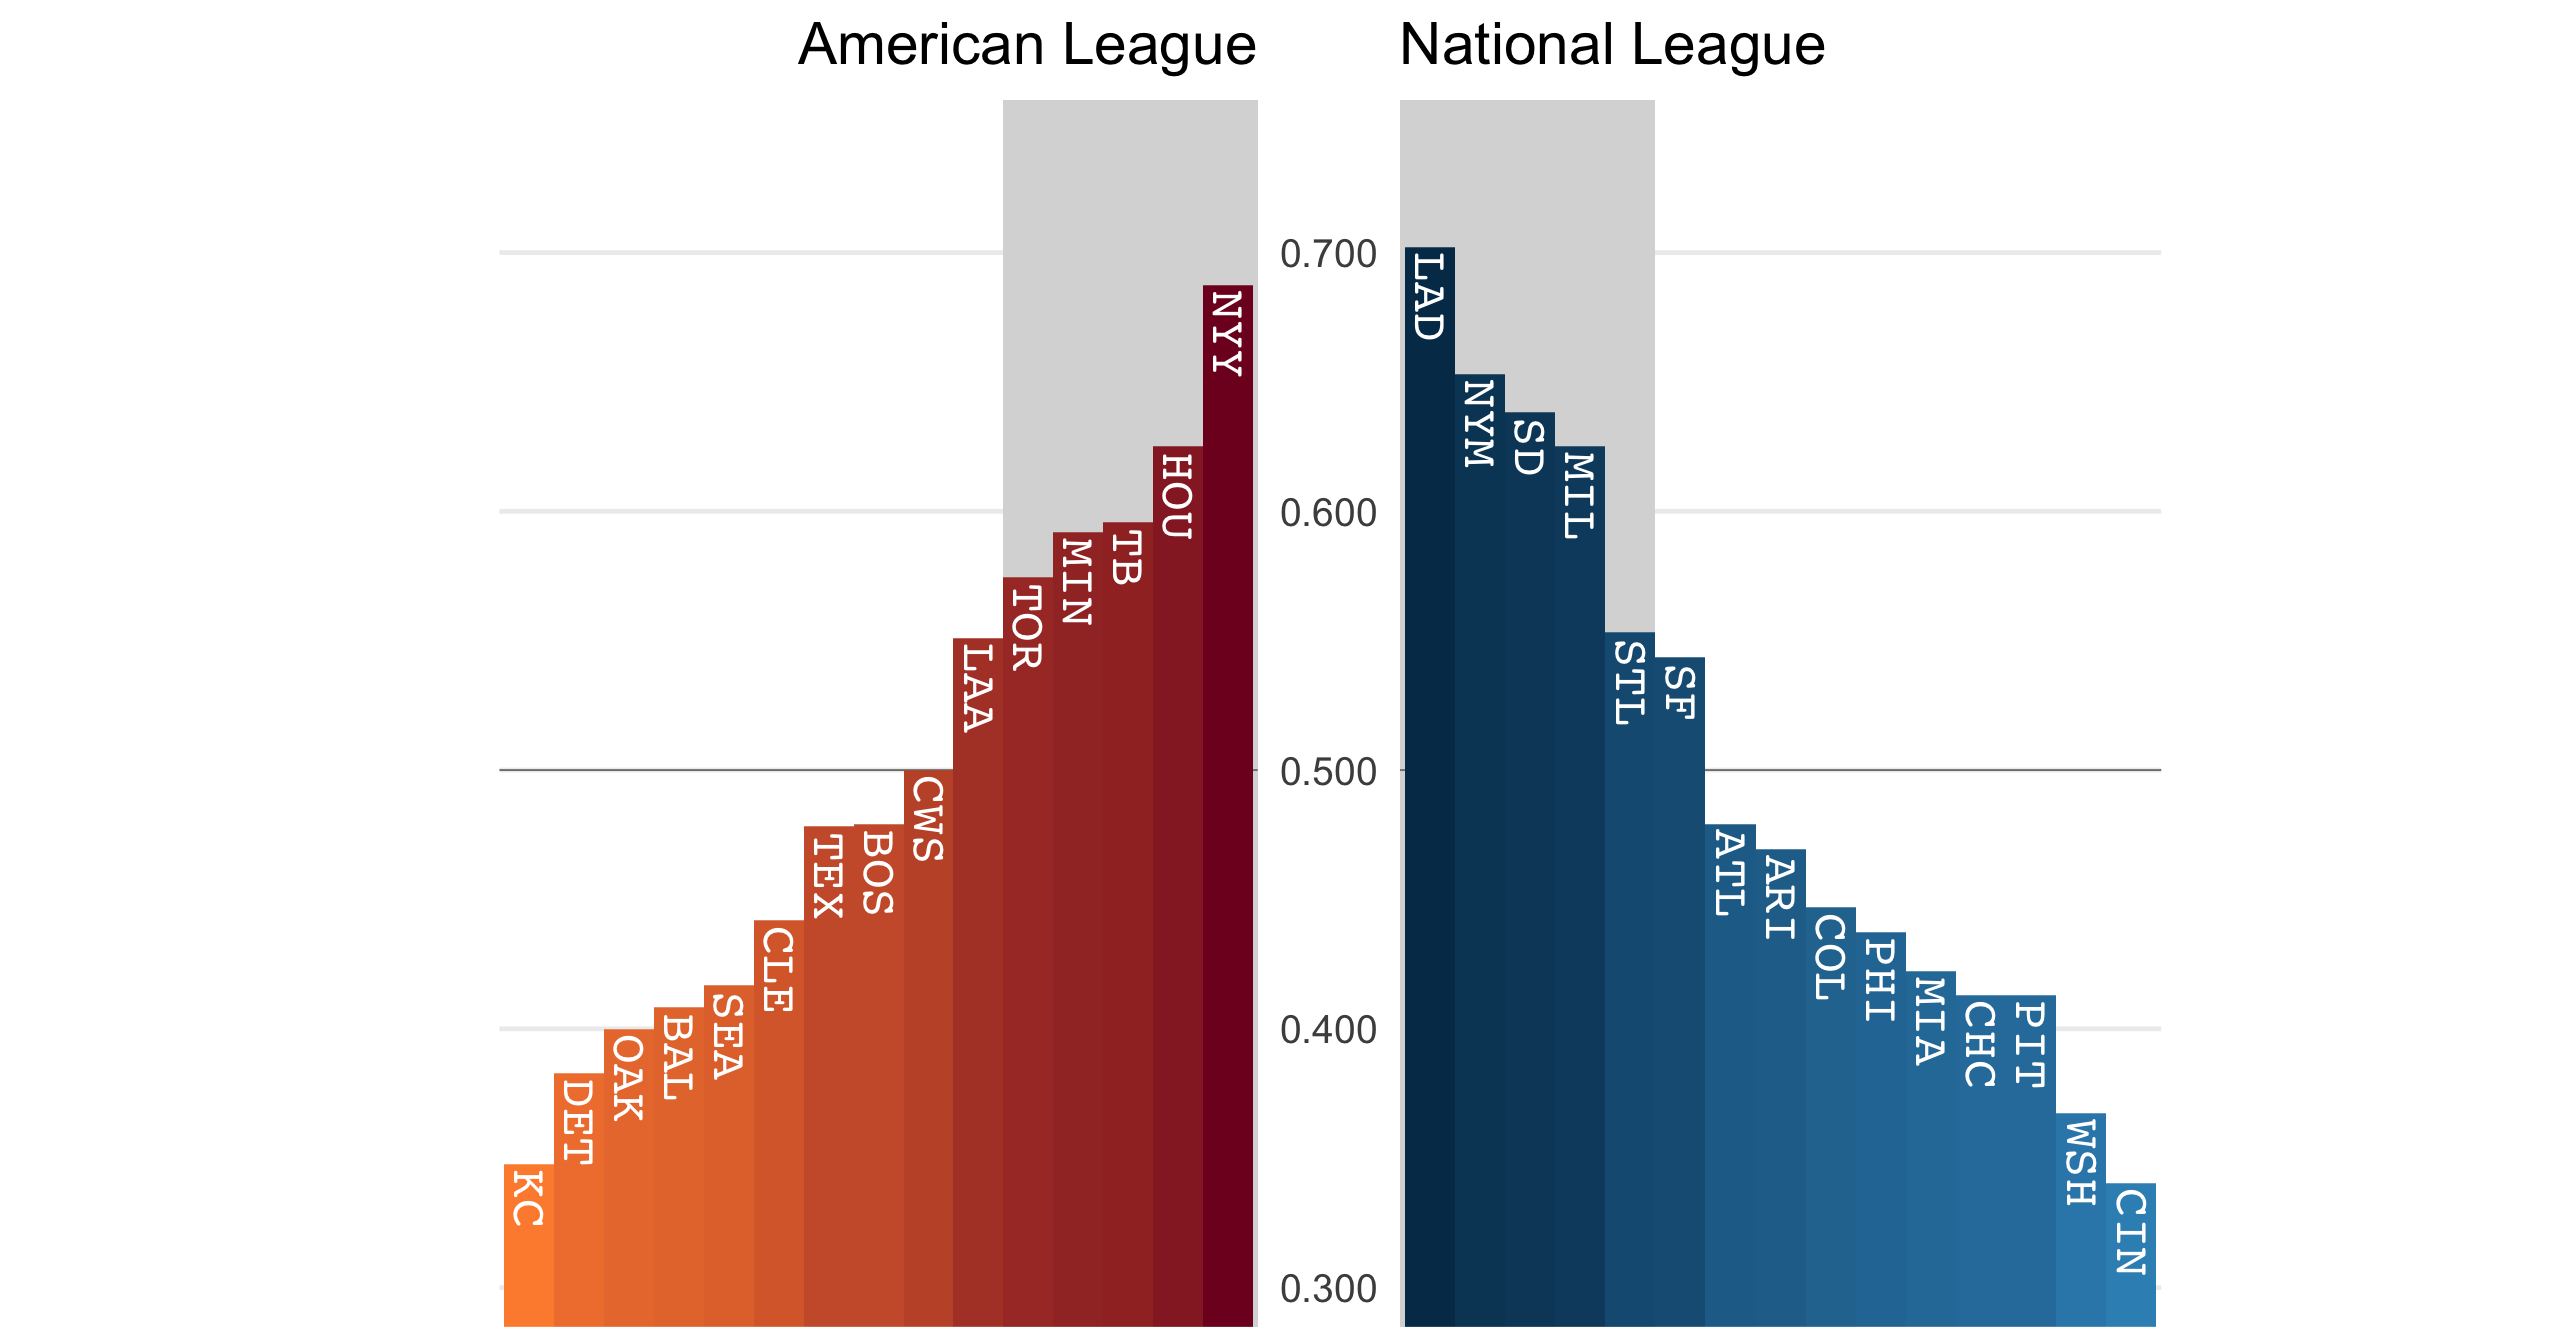 American League
National League
0.700
0.600
0.500
0.400
0.300
KC
DET
OAK
BAL
SEA
CLE
TEX
BOS
CWS
LAA
TOR
MIN
TB
HOU
NYY
LAD
NYM
SD
MIL
STL
SF
ATL
ARI
COL
PHI
MIA
CHC
PIT
WSH
CIN